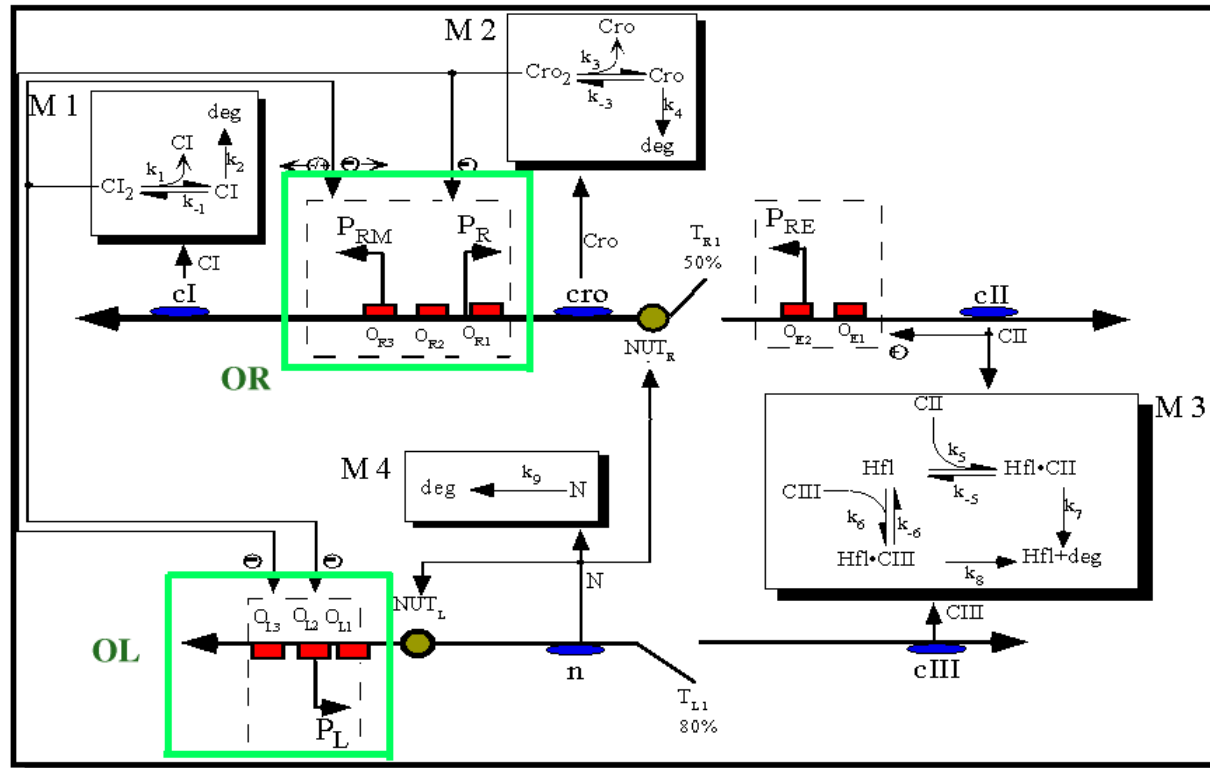 M 2
Cro
k3
Cro2
Cro
k-3
k4
deg
M 1
deg
CI
k1
k2
CI2
CI
k-1
CI
cI
PRM
PR
OR3
OR2
OR1
OR
Cro
cro
NUTR
TR1
50%
PRE
OE2
OE1
cII
CII
M 3
CII
k5
Hfl
Hfl•CII
k-5
CIII
k6
k-6
k7
Hfl•CIII
k8
Hfl+deg
CIII
cIII
M 4
k9
deg
N
N
NUTL
n
TL1
80%
OL3
OL2
OL1
OL
PL